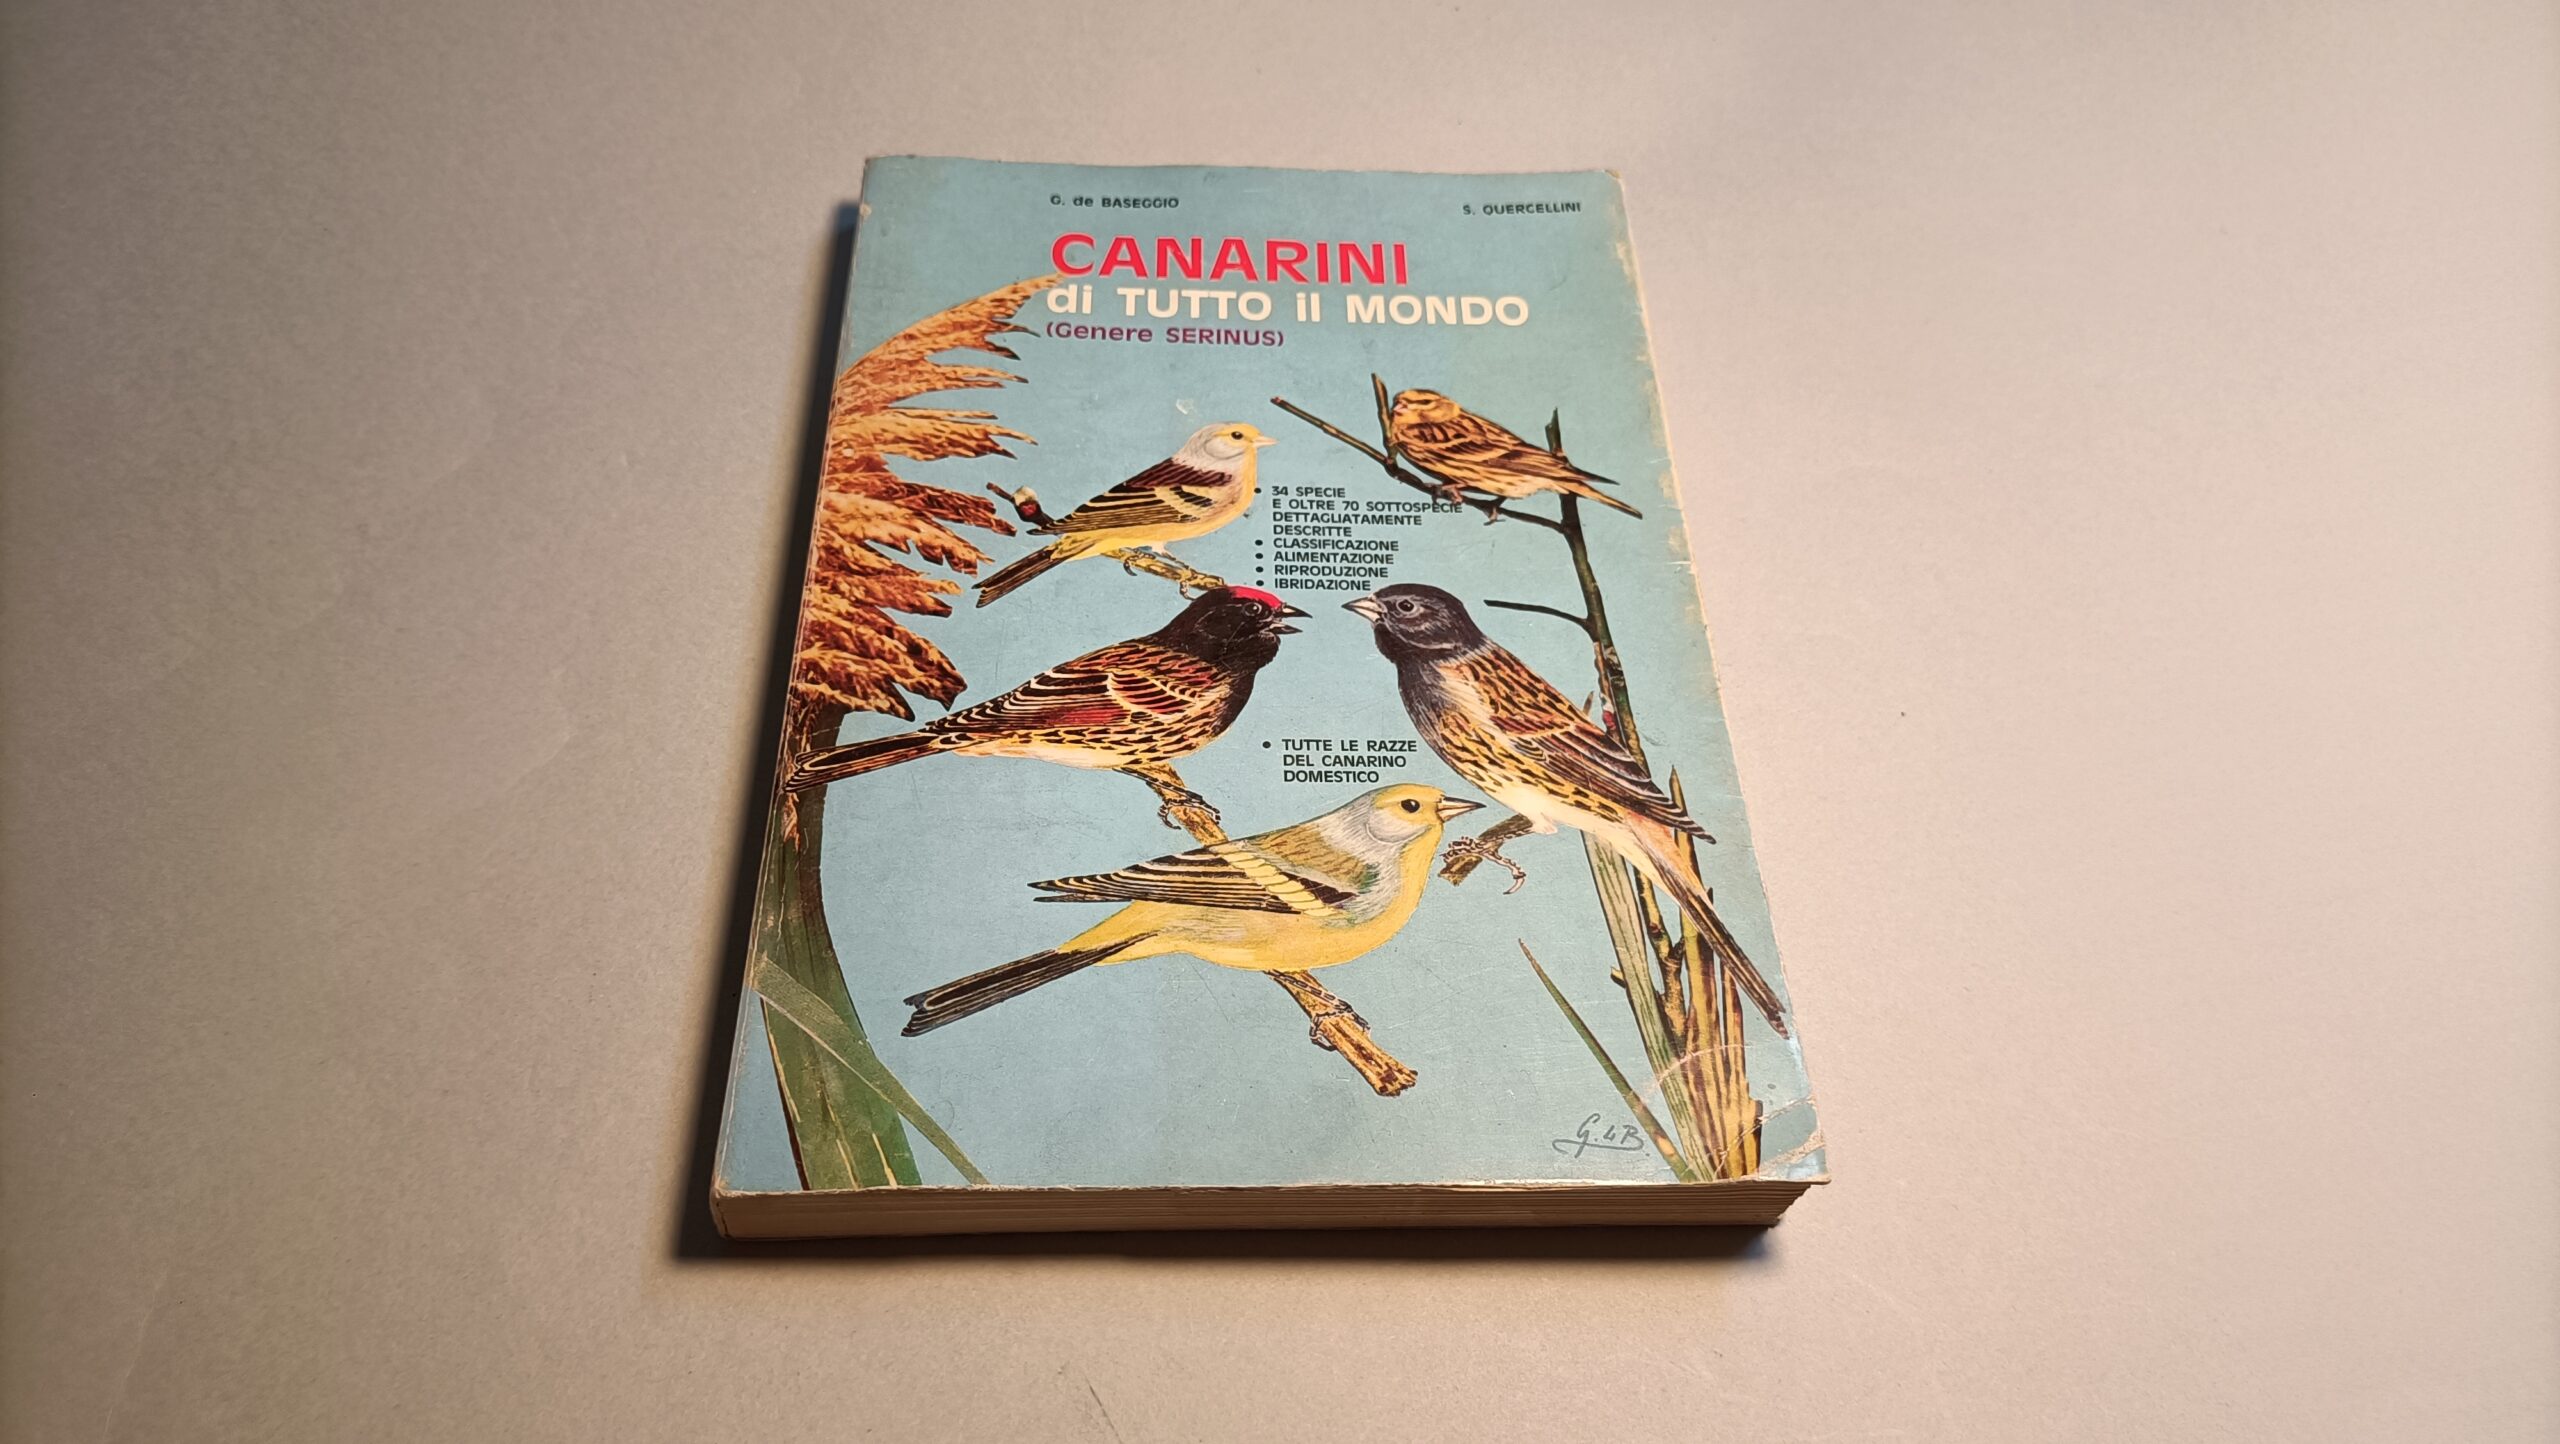 G. de BASEGGIO
S. QUERCELLINI
CANARINI
di TUTTO il MONDO
(Genere SERINUS)
• 34 SPECIE
E OLTRE 70 SOTTOSPECIE
DETTAGLIATAMENTE
DESCRITTE
• CLASSIFICAZIONE
• ALIMENTAZIONE
• RIPRODUZIONE
• IBRIDAZIONE
• TUTTE LE RAZZE
DEL CANARINO
DOMESTICO